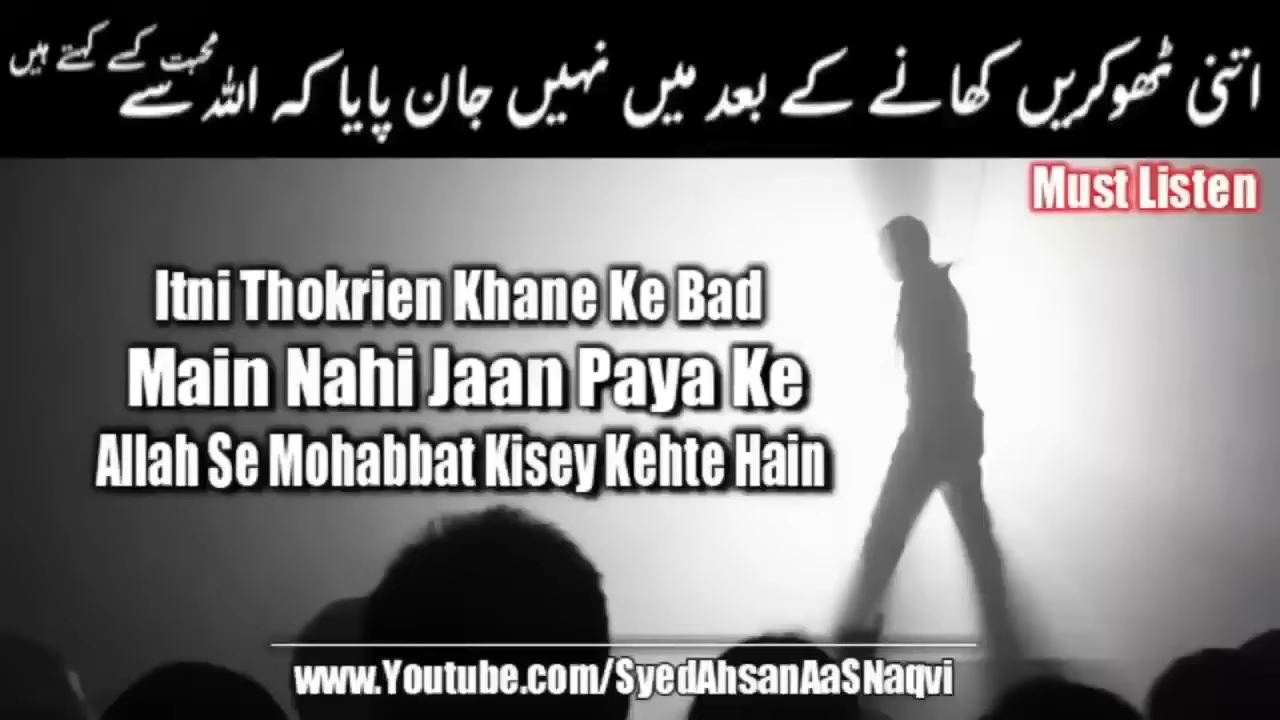 اتنی ٹھوکریں کھانے کے بعد میں نہیں جان پایا کہ اللہ سے محبت کسے کہتے ہیں
Must Listen
Itni Thokrien Khane Ke Bad
Main Nahi Jaan Paya Ke
Allah Se Mohabbat Kisey Kehte Hain
www.Youtube.com/SyedAhsanAaSNaqvi